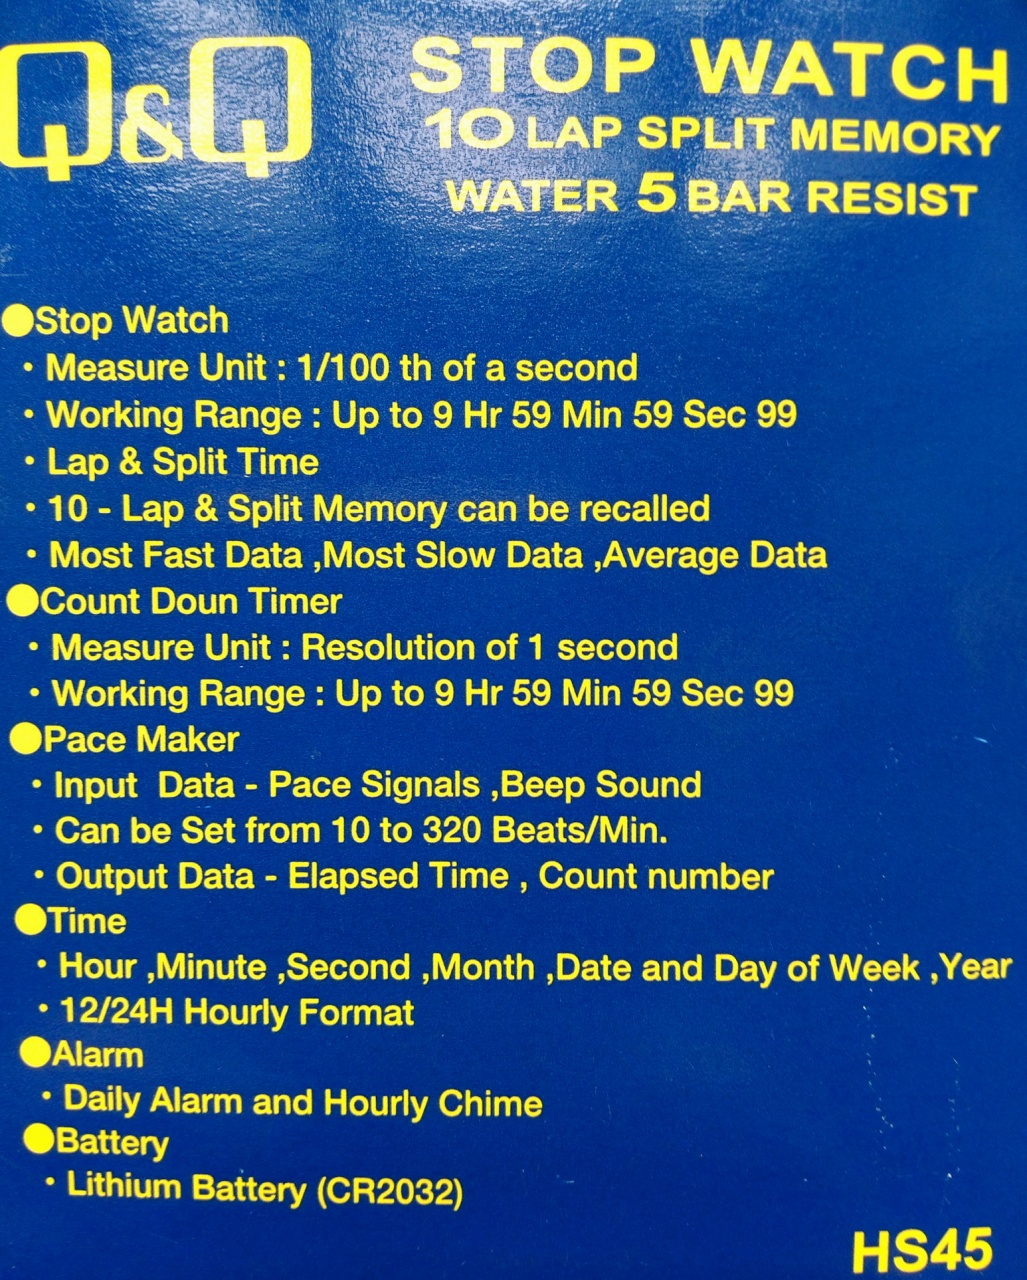 Q&Q
STOP WATCH
10 LAP SPLIT MEMORY
WATER 5 BAR RESIST
●Stop Watch
・Measure Unit : 1/100 th of a second
・Working Range : Up to 9 Hr 59 Min 59 Sec 99
・Lap & Split Time
・10 - Lap & Split Memory can be recalled
・Most Fast Data ,Most Slow Data ,Average Data
●Count Doun Timer
・Measure Unit : Resolution of 1 second
・Working Range : Up to 9 Hr 59 Min 59 Sec 99
●Pace Maker
・Input Data - Pace Signals ,Beep Sound
・Can be Set from 10 to 320 Beats/Min.
・Output Data - Elapsed Time , Count number
●Time
・Hour ,Minute ,Second ,Month ,Date and Day of Week ,Year
・12/24H Hourly Format
●Alarm
・Daily Alarm and Hourly Chime
●Battery
・Lithium Battery (CR2032)
HS45